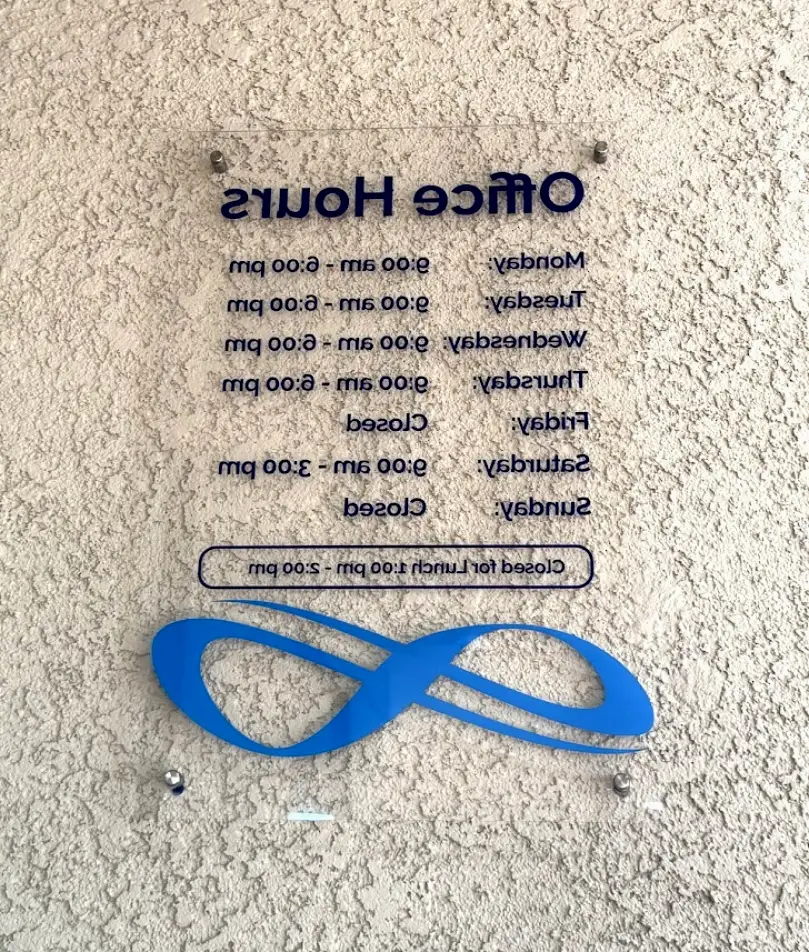 Office Hours
Monday: 9:00 am - 6:00 pm
Tuesday: 9:00 am - 6:00 pm
Wednesday: 9:00 am - 6:00 pm
Thursday: 9:00 am - 6:00 pm
Friday: Closed
Saturday: 9:00 am - 3:00 pm
Sunday: Closed
Closed for Lunch 1:00 pm - 2:00 pm